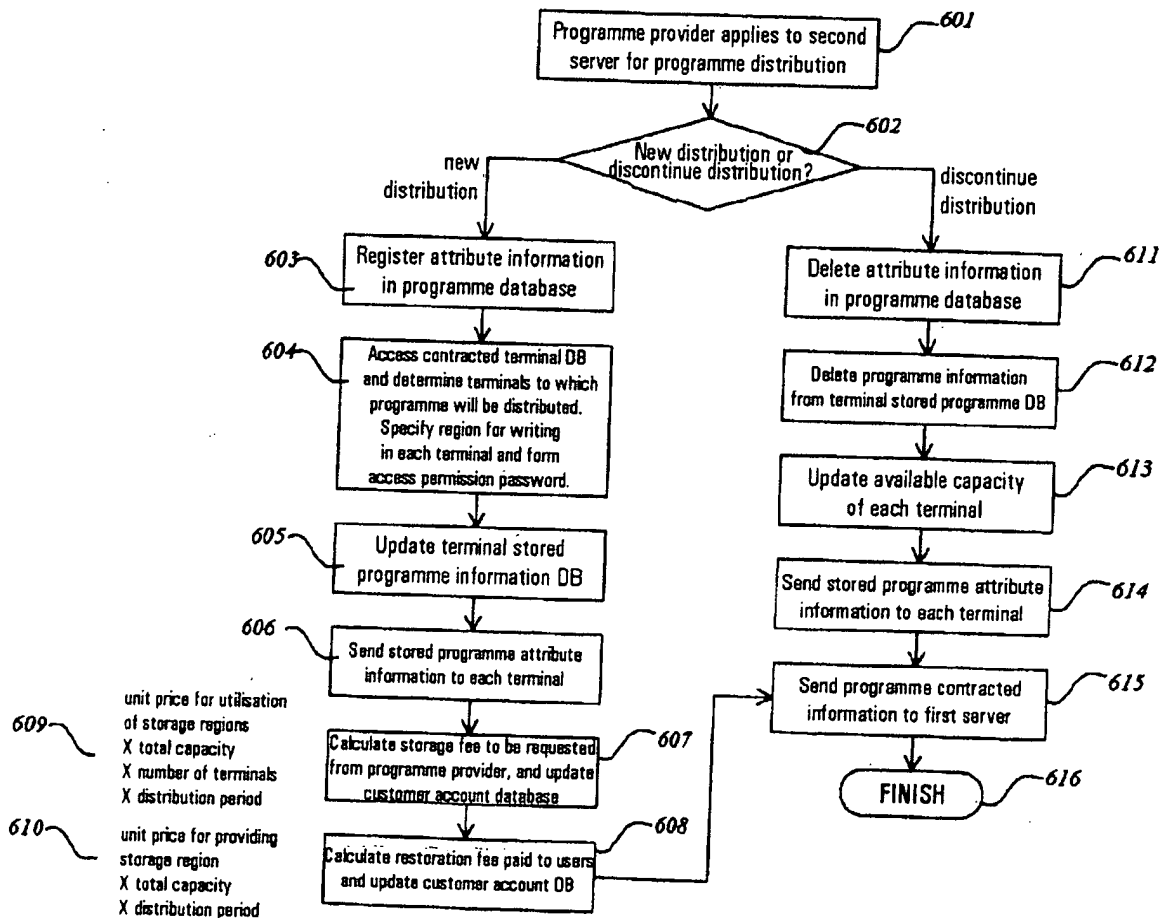 601
Programme provider applies to second
server for programme distribution
602
New distribution or
discontinue distribution?
new
distribution
discontinue
distribution
603
Register attribute information
in programme database
611
Delete attribute information
in programme database
604
Access contracted terminal DB
and determine terminals to which
programme will be distributed.
Specify region for writing
in each terminal and form
access permission password.
612
Delete programme information
from terminal stored programme DB
613
Update available capacity
of each terminal
605
Update terminal stored
programme information DB
614
Send stored programme attribute
information to each terminal
606
Send stored programme attribute
information to each terminal
615
Send programme contracted
information to first server
609
unit price for utilisation
of storage regions
X total capacity
X number of terminals
X distribution period
607
Calculate storage fee to be requested
from programme provider, and update
customer account database
616
FINISH
610
unit price for providing
storage region
X total capacity
X distribution period
608
Calculate restoration fee paid to users
and update customer account DB